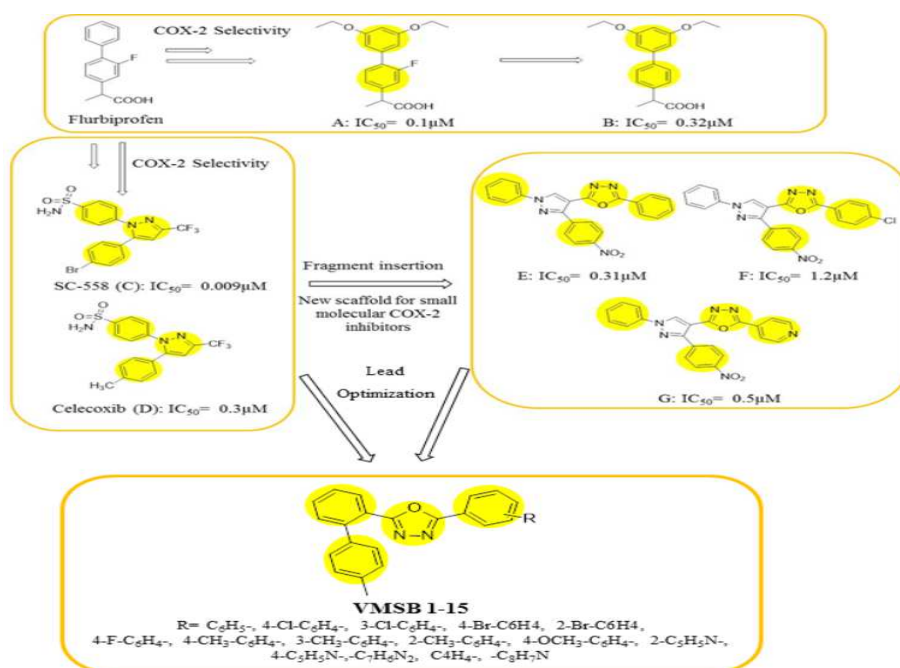 COX-2 Selectivity
COOH
Flurbiprofen
F
O
O
F
COOH
A: IC₅₀= 0.1µM
O
O
COOH
B: IC₅₀= 0.32µM
COX-2 Selectivity
O
O=S
H₂N
N
N
CF₃
Br
SC-558 (C): IC₅₀= 0.009µM
O
O=S
H₂N
N
N
CF₃
H₃C
Celecoxib (D): IC₅₀= 0.3µM
Fragment insertion
New scaffold for small
molecular COX-2
inhibitors
Lead
Optimization
N-N
N
N
O
NO₂
E: IC₅₀= 0.31µM
N-N
N
N
O
Cl
NO₂
F: IC₅₀= 1.2µM
N-N
N
N
O
N
NO₂
G: IC₅₀= 0.5µM
O
N-N
R
VMSB 1-15
R= C₆H₅-, 4-Cl-C₆H₄-, 3-Cl-C₆H₄-, 4-Br-C6H4, 2-Br-C6H4,
4-F-C₆H₄-, 4-CH₃-C₆H₄-, 3-CH₃-C₆H₄-, 2-CH₃-C₆H₄-, 4-OCH₃-C₆H₄-, 2-C₅H₅N-,
4-C₅H₅N-,-C₇H₆N₂, C₄H₄-, -C₈H₇N